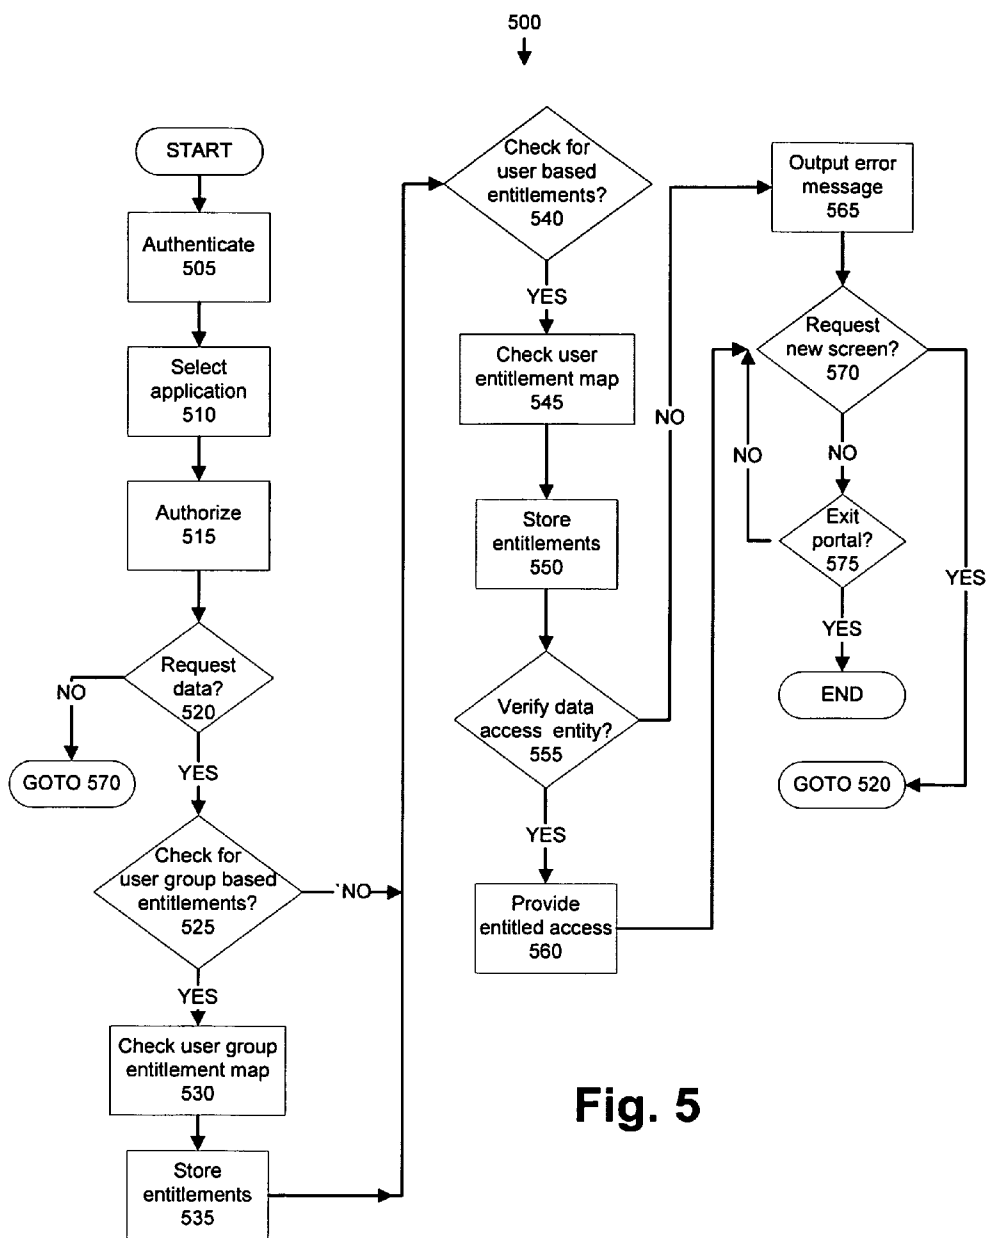 500
START
Authenticate
505
Select
application
510
Authorize
515
Request
data?
520
NO
GOTO 570
YES
Check for
user group based
entitlements?
525
NO
YES
Check user group
entitlement map
530
Store
entitlements
535
Check for
user based
entitlements?
540
YES
Check user
entitlement map
545
Store
entitlements
550
Verify data
access entity?
555
NO
YES
Provide
entitled access
560
Output error
message
565
Request
new screen?
570
NO
NO
Exit
portal?
575
YES
YES
END
GOTO 520
Fig. 5